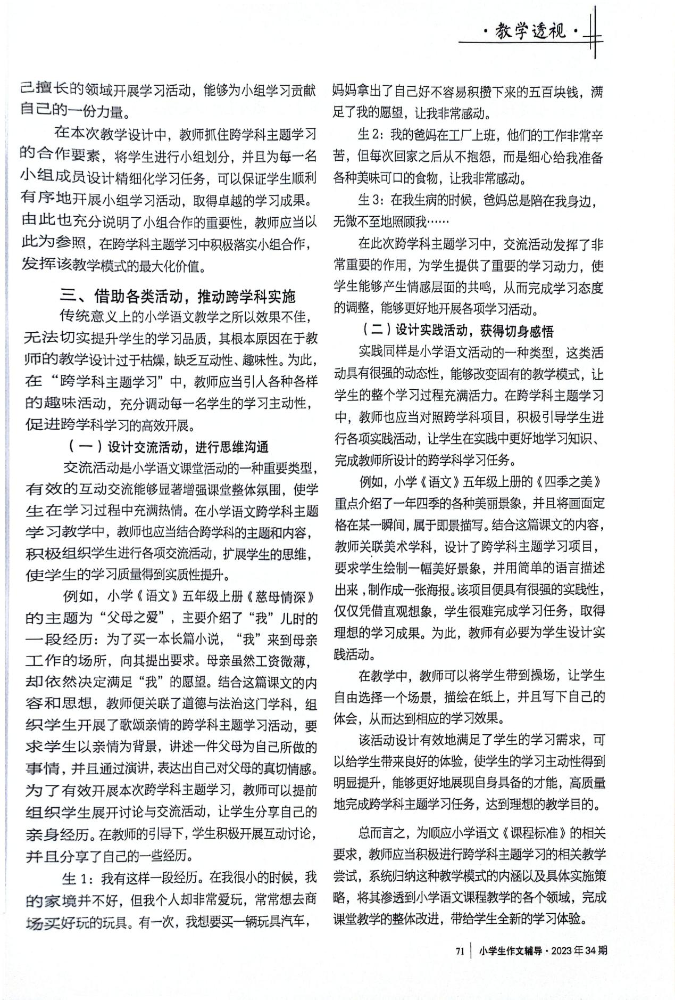 ·教学透视·
己擅长的领域开展学习活动，能够为小组学习贡献
自己的一份力量。
在本次教学设计中，教师抓住跨学科主题学习
的合作要素，将学生进行小组划分，并且为每一名
小组成员设计精细化学习任务，可以保证学生顺利
有序地开展小组学习活动，取得卓越的学习成果。
由此也充分说明了小组合作的重要性，教师应当以
此为参照，在跨学科主题学习中积极落实小组合作，
发挥该教学模式的最大化价值。
三、借助各类活动，推动跨学科实施
传统意义上的小学语文教学之所以效果不佳，
无法切实提升学生的学习品质，其根本原因在于教
师的教学设计过于枯燥，缺乏互动性、趣味性。为此，
在“跨学科主题学习”中，教师应当引入各种各样
的趣味活动，充分调动每一名学生的学习主动性，
促进跨学科学习的高效开展。
（一）设计交流活动，进行思维沟通
交流活动是小学语文课堂活动的一种重要类型，
有效的互动交流能够显著增强课堂整体氛围，使学
生在学习过程中充满热情。在小学语文跨学科主题
学习教学中，教师也应当结合跨学科的主题和内容，
积极组织学生进行各项交流活动，扩展学生的思维，
使学生的学习质量得到实质性提升。
例如，小学《语文》五年级上册《慈母情深》
的主题为“父母之爱”，主要介绍了“我”儿时的
一段经历：为了买一本长篇小说，“我”来到母亲
工作的场所，向其提出要求。母亲虽然工资微薄，
却依然决定满足“我”的愿望。结合这篇课文的内
容和思想，教师便关联了道德与法治这门学科，组
织学生开展了歌颂亲情的跨学科主题学习活动，要
求学生以亲情为背景，讲述一件父母为自己所做的
事情，并且通过演讲，表达出自己对父母的真切情感。
为了有效开展本次跨学科主题学习，教师可以提前
组织学生展开讨论与交流活动，让学生分享自己的
亲身经历。在教师的引导下，学生积极开展互动讨论，
并且分享了自己的一些经历。
生 1：我有这样一段经历。在我很小的时候，我
的家境并不好，但我个人却非常爱玩，常常想去商
场买好玩的玩具。有一次，我想要买一辆玩具汽车，
妈妈拿出了自己好不容易积攒下来的五百块钱，满
足了我的愿望，让我非常感动。
生 2：我的爸妈在工厂上班，他们的工作非常辛
苦，但每次回家之后从不抱怨，而是细心给我准备
各种美味可口的食物，让我非常感动。
生 3：在我生病的时候，爸妈总是陪在我身边，
无微不至地照顾我……
在此次跨学科主题学习中，交流活动发挥了非
常重要的作用，为学生提供了重要的学习动力，使
学生能够产生情感层面的共鸣，从而完成学习态度
的调整，能够更好地开展各项学习活动。
（二）设计实践活动，获得切身感悟
实践同样是小学语文活动的一种类型，这类活
动具有很强的动态性，能够改变固有的教学模式，让
学生的整个学习过程充满活力。在跨学科主题学习
中，教师也应当对照跨学科项目，积极引导学生进
行各项实践活动，让学生在实践中更好地学习知识、
完成教师所设计的跨学科学习任务。
例如，小学《语文》五年级上册的《四季之美》
重点介绍了一年四季的各种美丽景象，并且将画面定
格在某一瞬间，属于即景描写。结合这篇课文的内容，
教师关联美术学科，设计了跨学科主题学习项目，
要求学生绘制一幅美好景象，并用简单的语言描述
出来，制作成一张海报。该项目便具有很强的实践性，
仅仅凭借直观想象，学生很难完成学习任务，取得
理想的学习成果。为此，教师有必要为学生设计实
践活动。
在教学中，教师可以将学生带到操场，让学生
自由选择一个场景，描绘在纸上，并且写下自己的
体会，从而达到相应的学习效果。
该活动设计有效地满足了学生的学习需求，可
以给学生带来良好的体验，使学生的学习主动性得到
明显提升，能够更好地展现自身具备的才能，高质量
地完成跨学科主题学习任务，达到理想的教学目的。
总而言之，为顺应小学语文《课程标准》的相关
要求，教师应当积极进行跨学科主题学习的相关教学
尝试，系统归纳这种教学模式的内涵以及具体实施策
略，将其渗透到小学语文课程教学的各个领域，完成
课堂教学的整体改进，带给学生全新的学习体验。
71 | 小学生作文辅导·2023 年 34 期